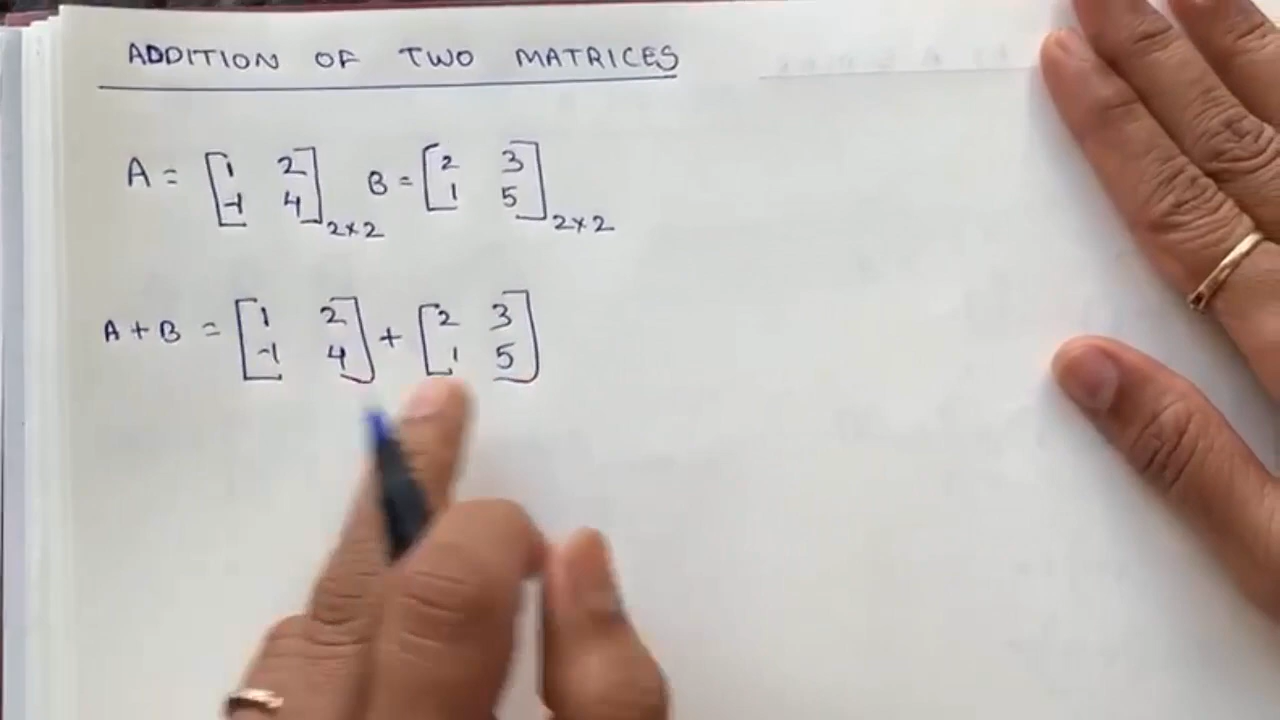 ADDITION OF TWO MATRICES
A = [1 2] B = [2 3]
[-1 4]2×2 [1 5]2×2
A + B = [1 2] + [2 3]
[-1 4] [1 5]